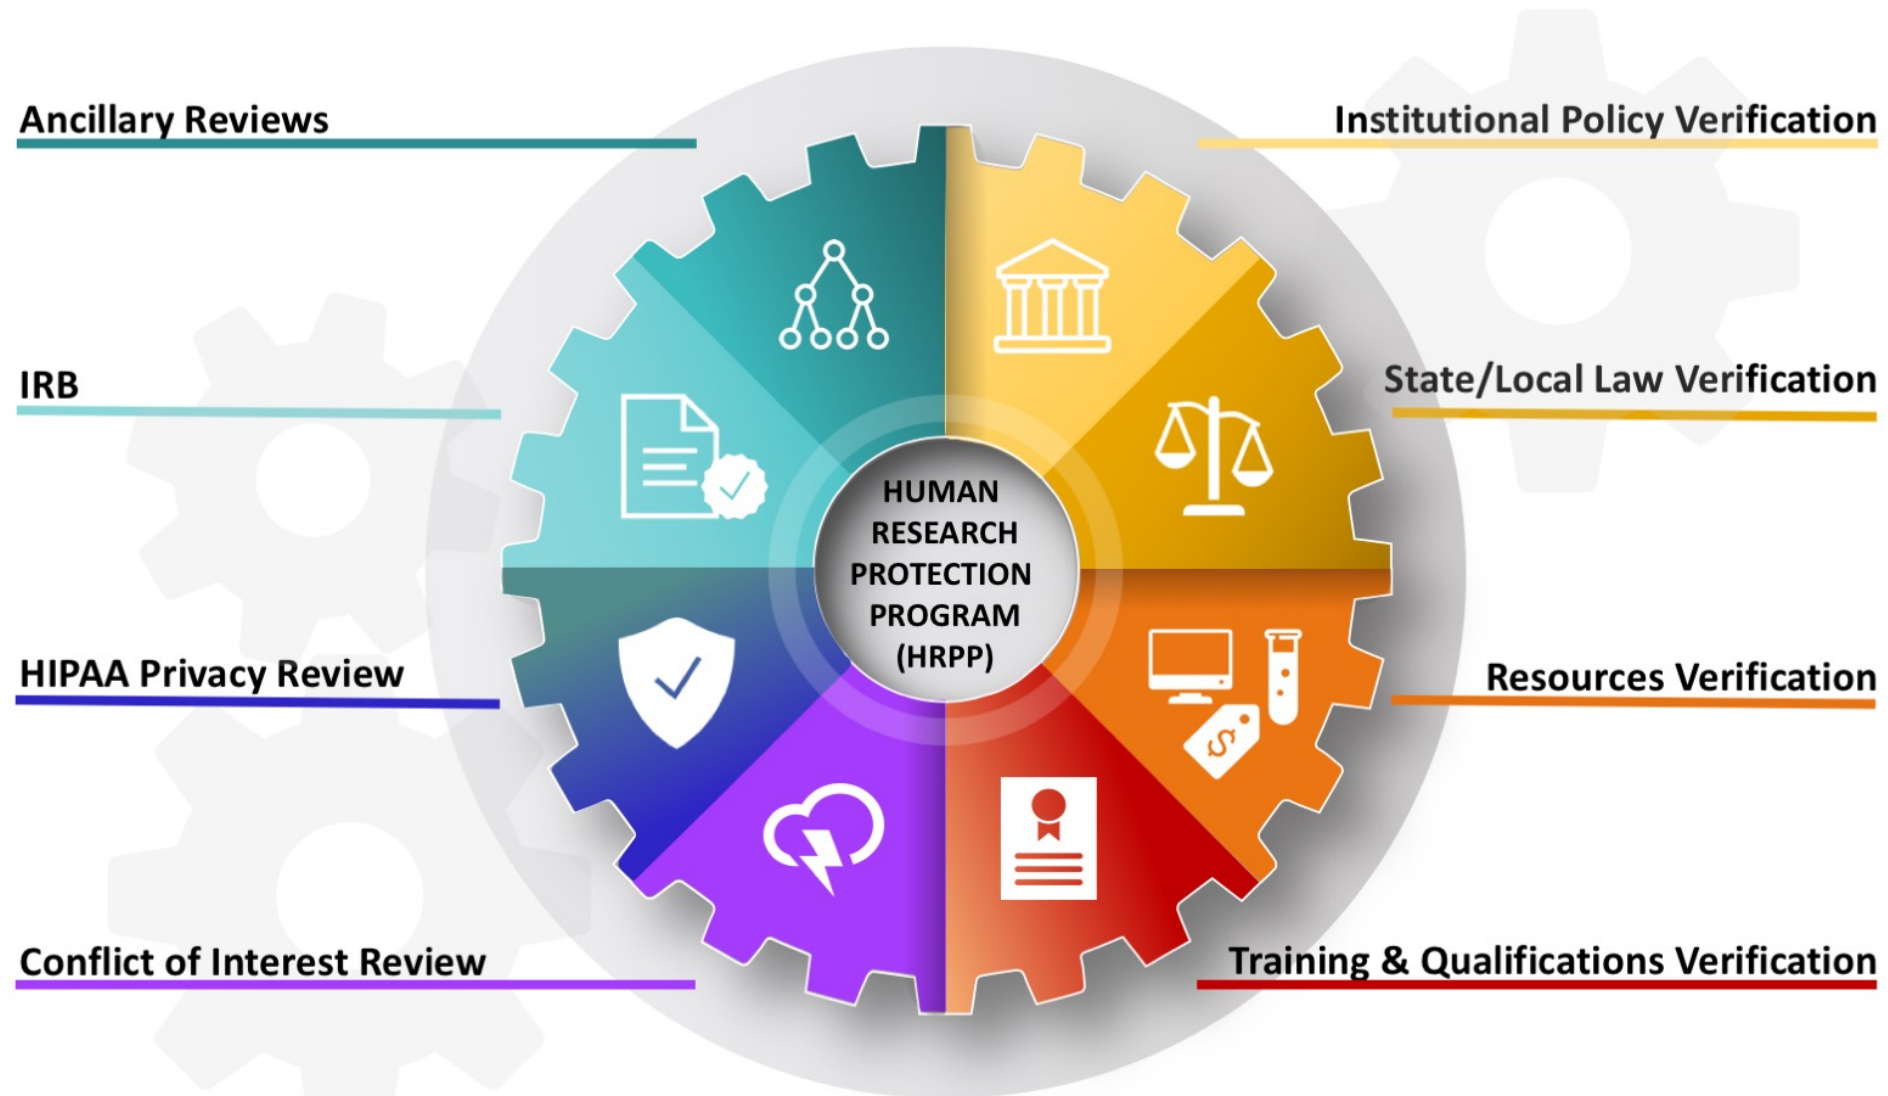 Ancillary Reviews
IRB
HIPAA Privacy Review
Conflict of Interest Review
HUMAN
RESEARCH
PROTECTION
PROGRAM
(HRPP)
Institutional Policy Verification
State/Local Law Verification
Resources Verification
$
Training & Qualifications Verification